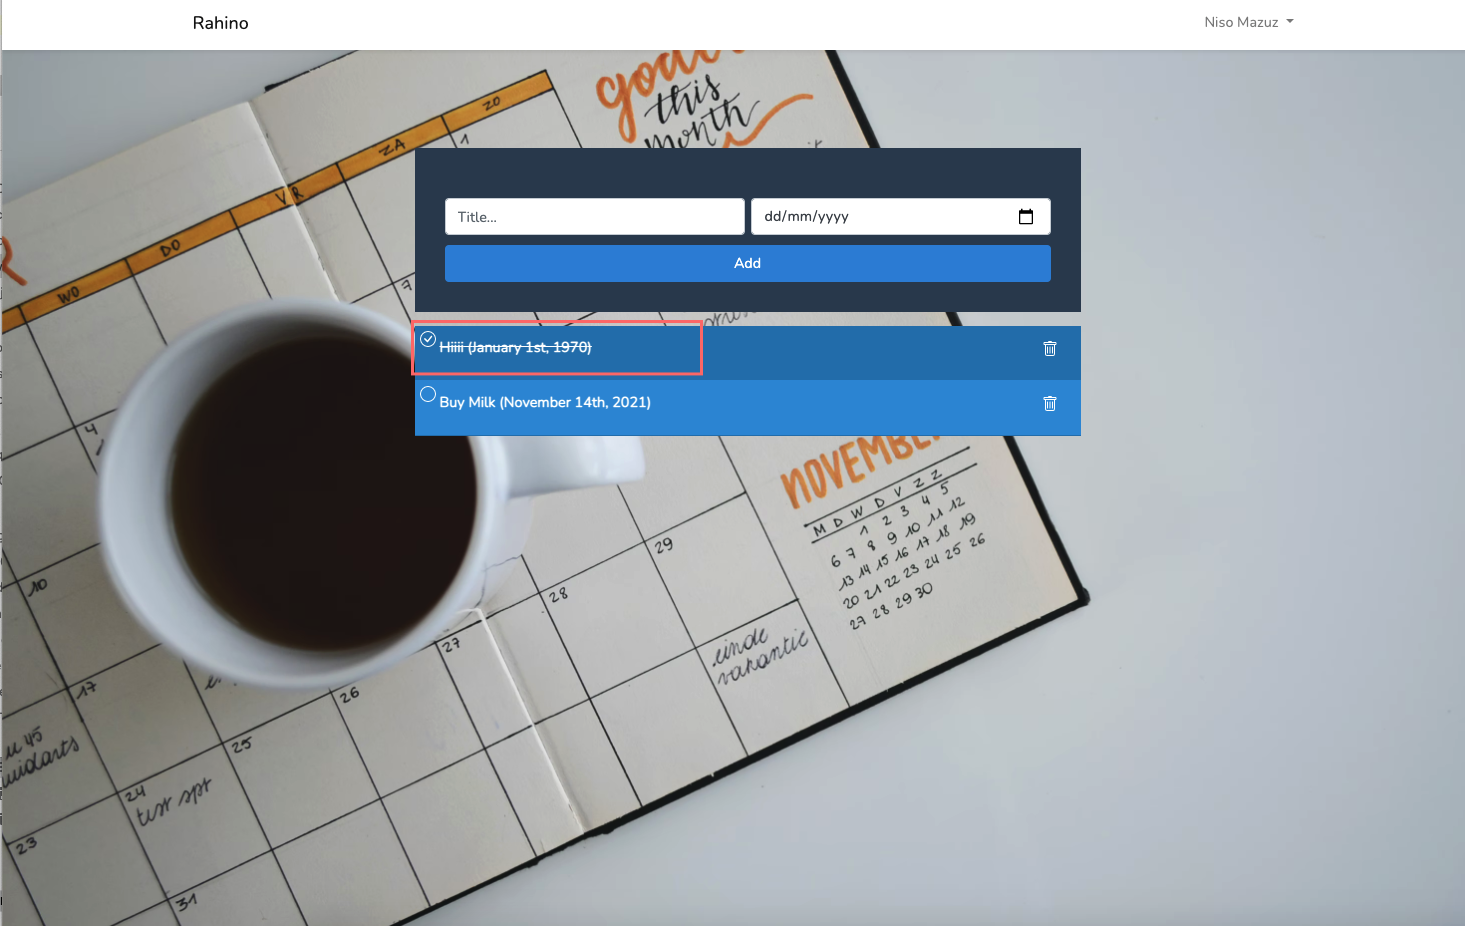 Rahino
Niso Mazuz
goals
this
month
ZO
ZA
1
VR
DO
WO
7
Title...
dd/mm/yyyy
Add
Hiiii (January 1st, 1970)
Buy Milk (November 14th, 2021)
4
NOVEMBER
M D W D V Z Z
1 2 3 4 5
6 7 8 9 10 11 12
13 14 15 16 17 18 19
20 21 22 23 24 25 26
27 28 29 30
10
29
28
27
einde
vakantie
17
26
25
45
24
test spt
23
31